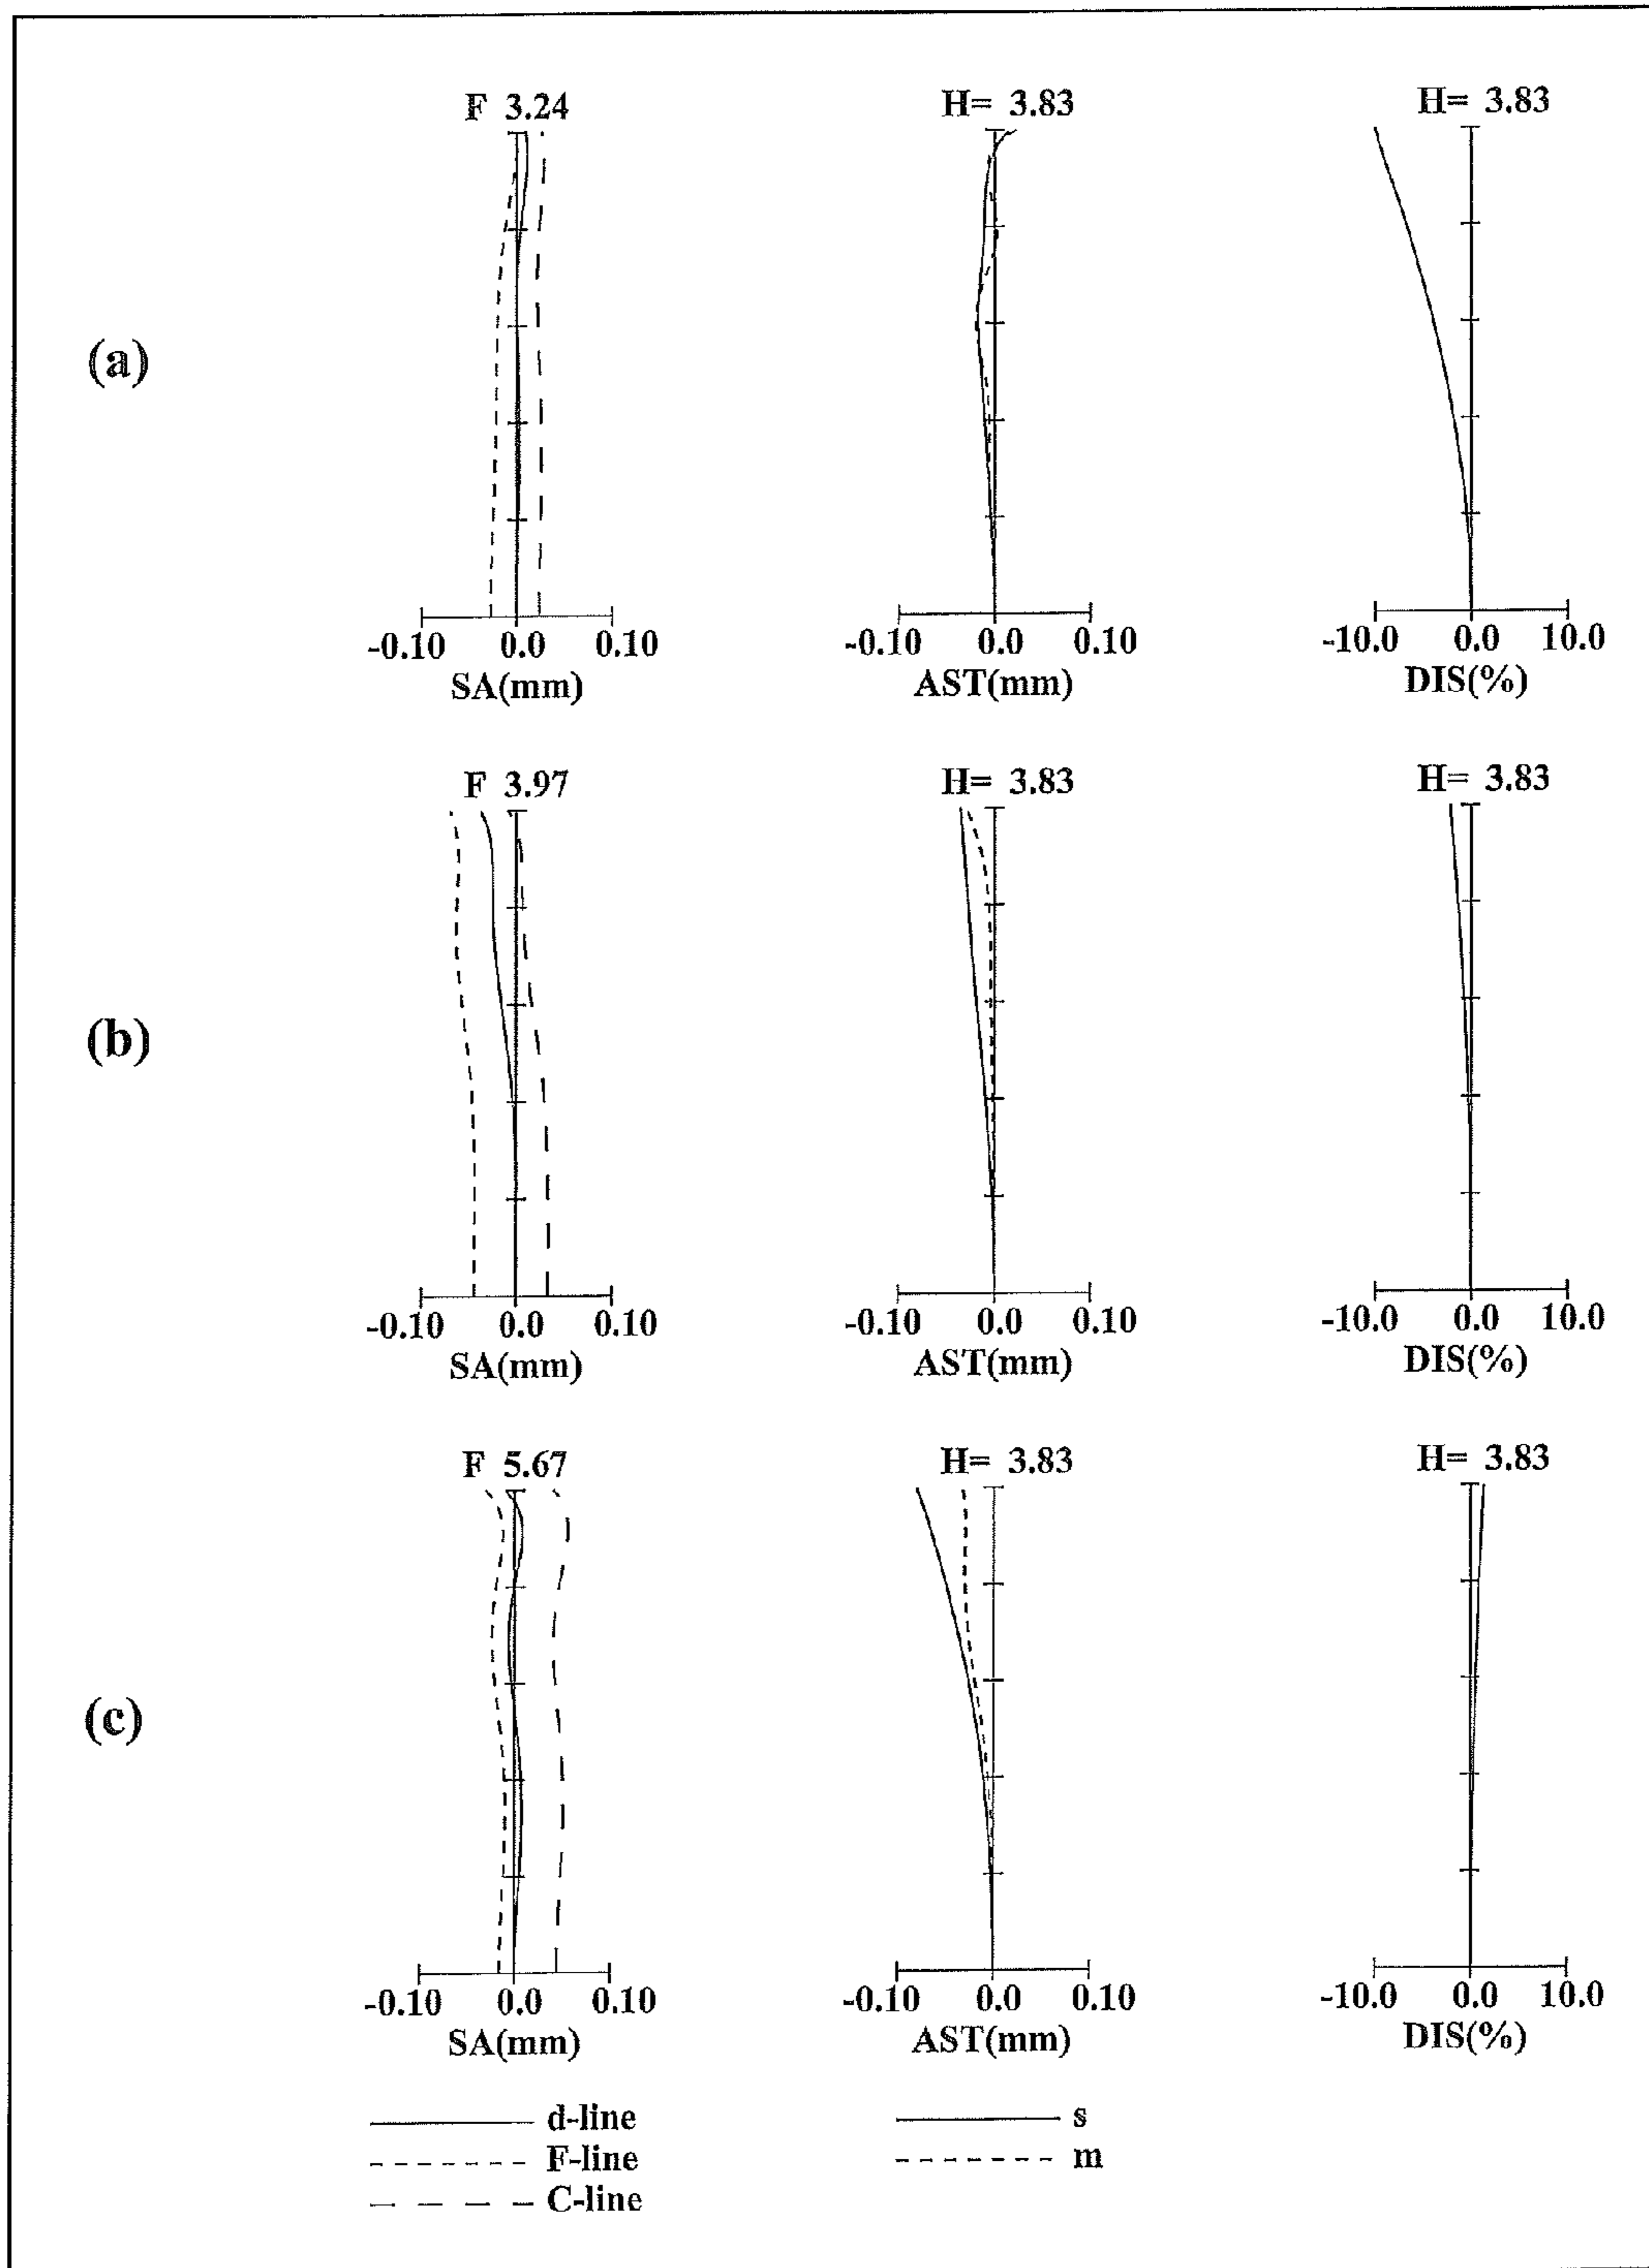 F 3.24
H= 3.83
H= 3.83
(a)
-0.10 0.0 0.10
SA(mm)
-0.10 0.0 0.10
AST(mm)
-10.0 0.0 10.0
DIS(%)
F 3.97
H= 3.83
H= 3.83
(b)
-0.10 0.0 0.10
SA(mm)
-0.10 0.0 0.10
AST(mm)
-10.0 0.0 10.0
DIS(%)
F 5.67
H= 3.83
H= 3.83
(c)
-0.10 0.0 0.10
SA(mm)
-0.10 0.0 0.10
AST(mm)
-10.0 0.0 10.0
DIS(%)
d-line
F-line
C-line
s
m